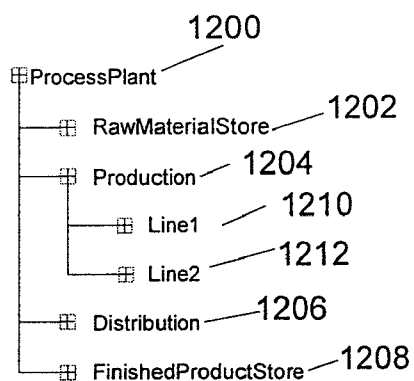 1200
ProcessPlant
RawMaterialStore 1202
Production 1204
Line1 1210
Line2 1212
Distribution 1206
FinishedProductStore 1208